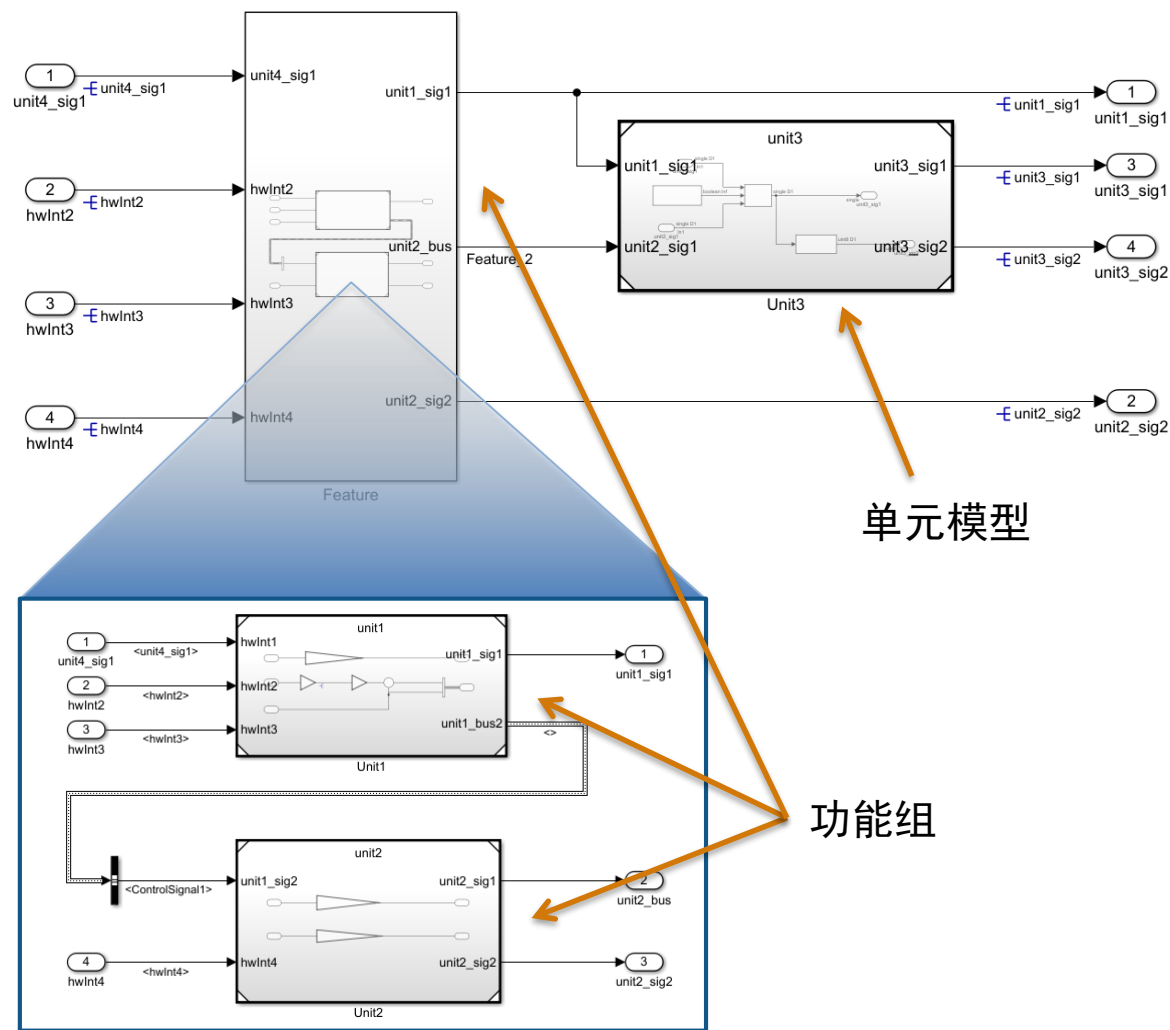 unit4_sig1
unit1_sig1
1
unit4_sig1
unit4_sig1
1
unit1_sig1
unit1_sig1
unit3
unit1_sig1
unit3_sig1
3
unit3_sig1
unit3_sig1
2
hwInt2
hwInt2
hwInt2
unit2_bus
Feature_2
unit2_sig1
unit3_sig2
4
unit3_sig2
unit3_sig2
Unit3
3
hwInt3
hwInt3
hwInt3
unit2_sig2
2
unit2_sig2
unit2_sig2
4
hwInt4
hwInt4
hwInt4
Feature
单元模型
unit1
1
unit4_sig1
<unit4_sig1>
hwInt1
unit1_sig1
1
unit1_sig1
2
hwInt2
<hwInt2>
hwInt2
3
hwInt3
<hwInt3>
hwInt3
unit1_bus2
<>
Unit1
功能组
unit2
<ControlSignal1>
unit1_sig2
unit2_sig1
2
unit2_bus
4
hwInt4
<hwInt4>
hwInt4
unit2_sig2
3
unit2_sig2
Unit2